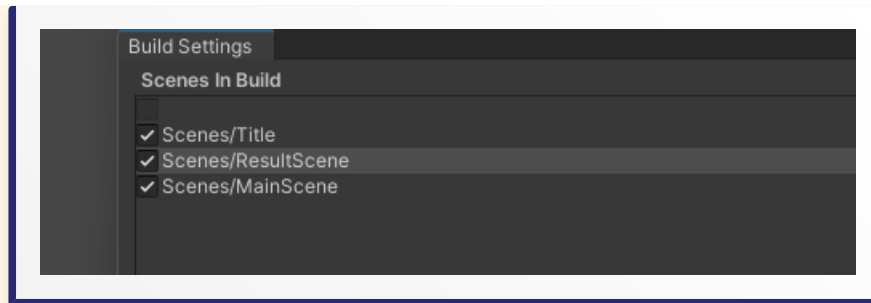 Build Settings
Scenes In Build
Scenes/Title
Scenes/ResultScene
Scenes/MainScene